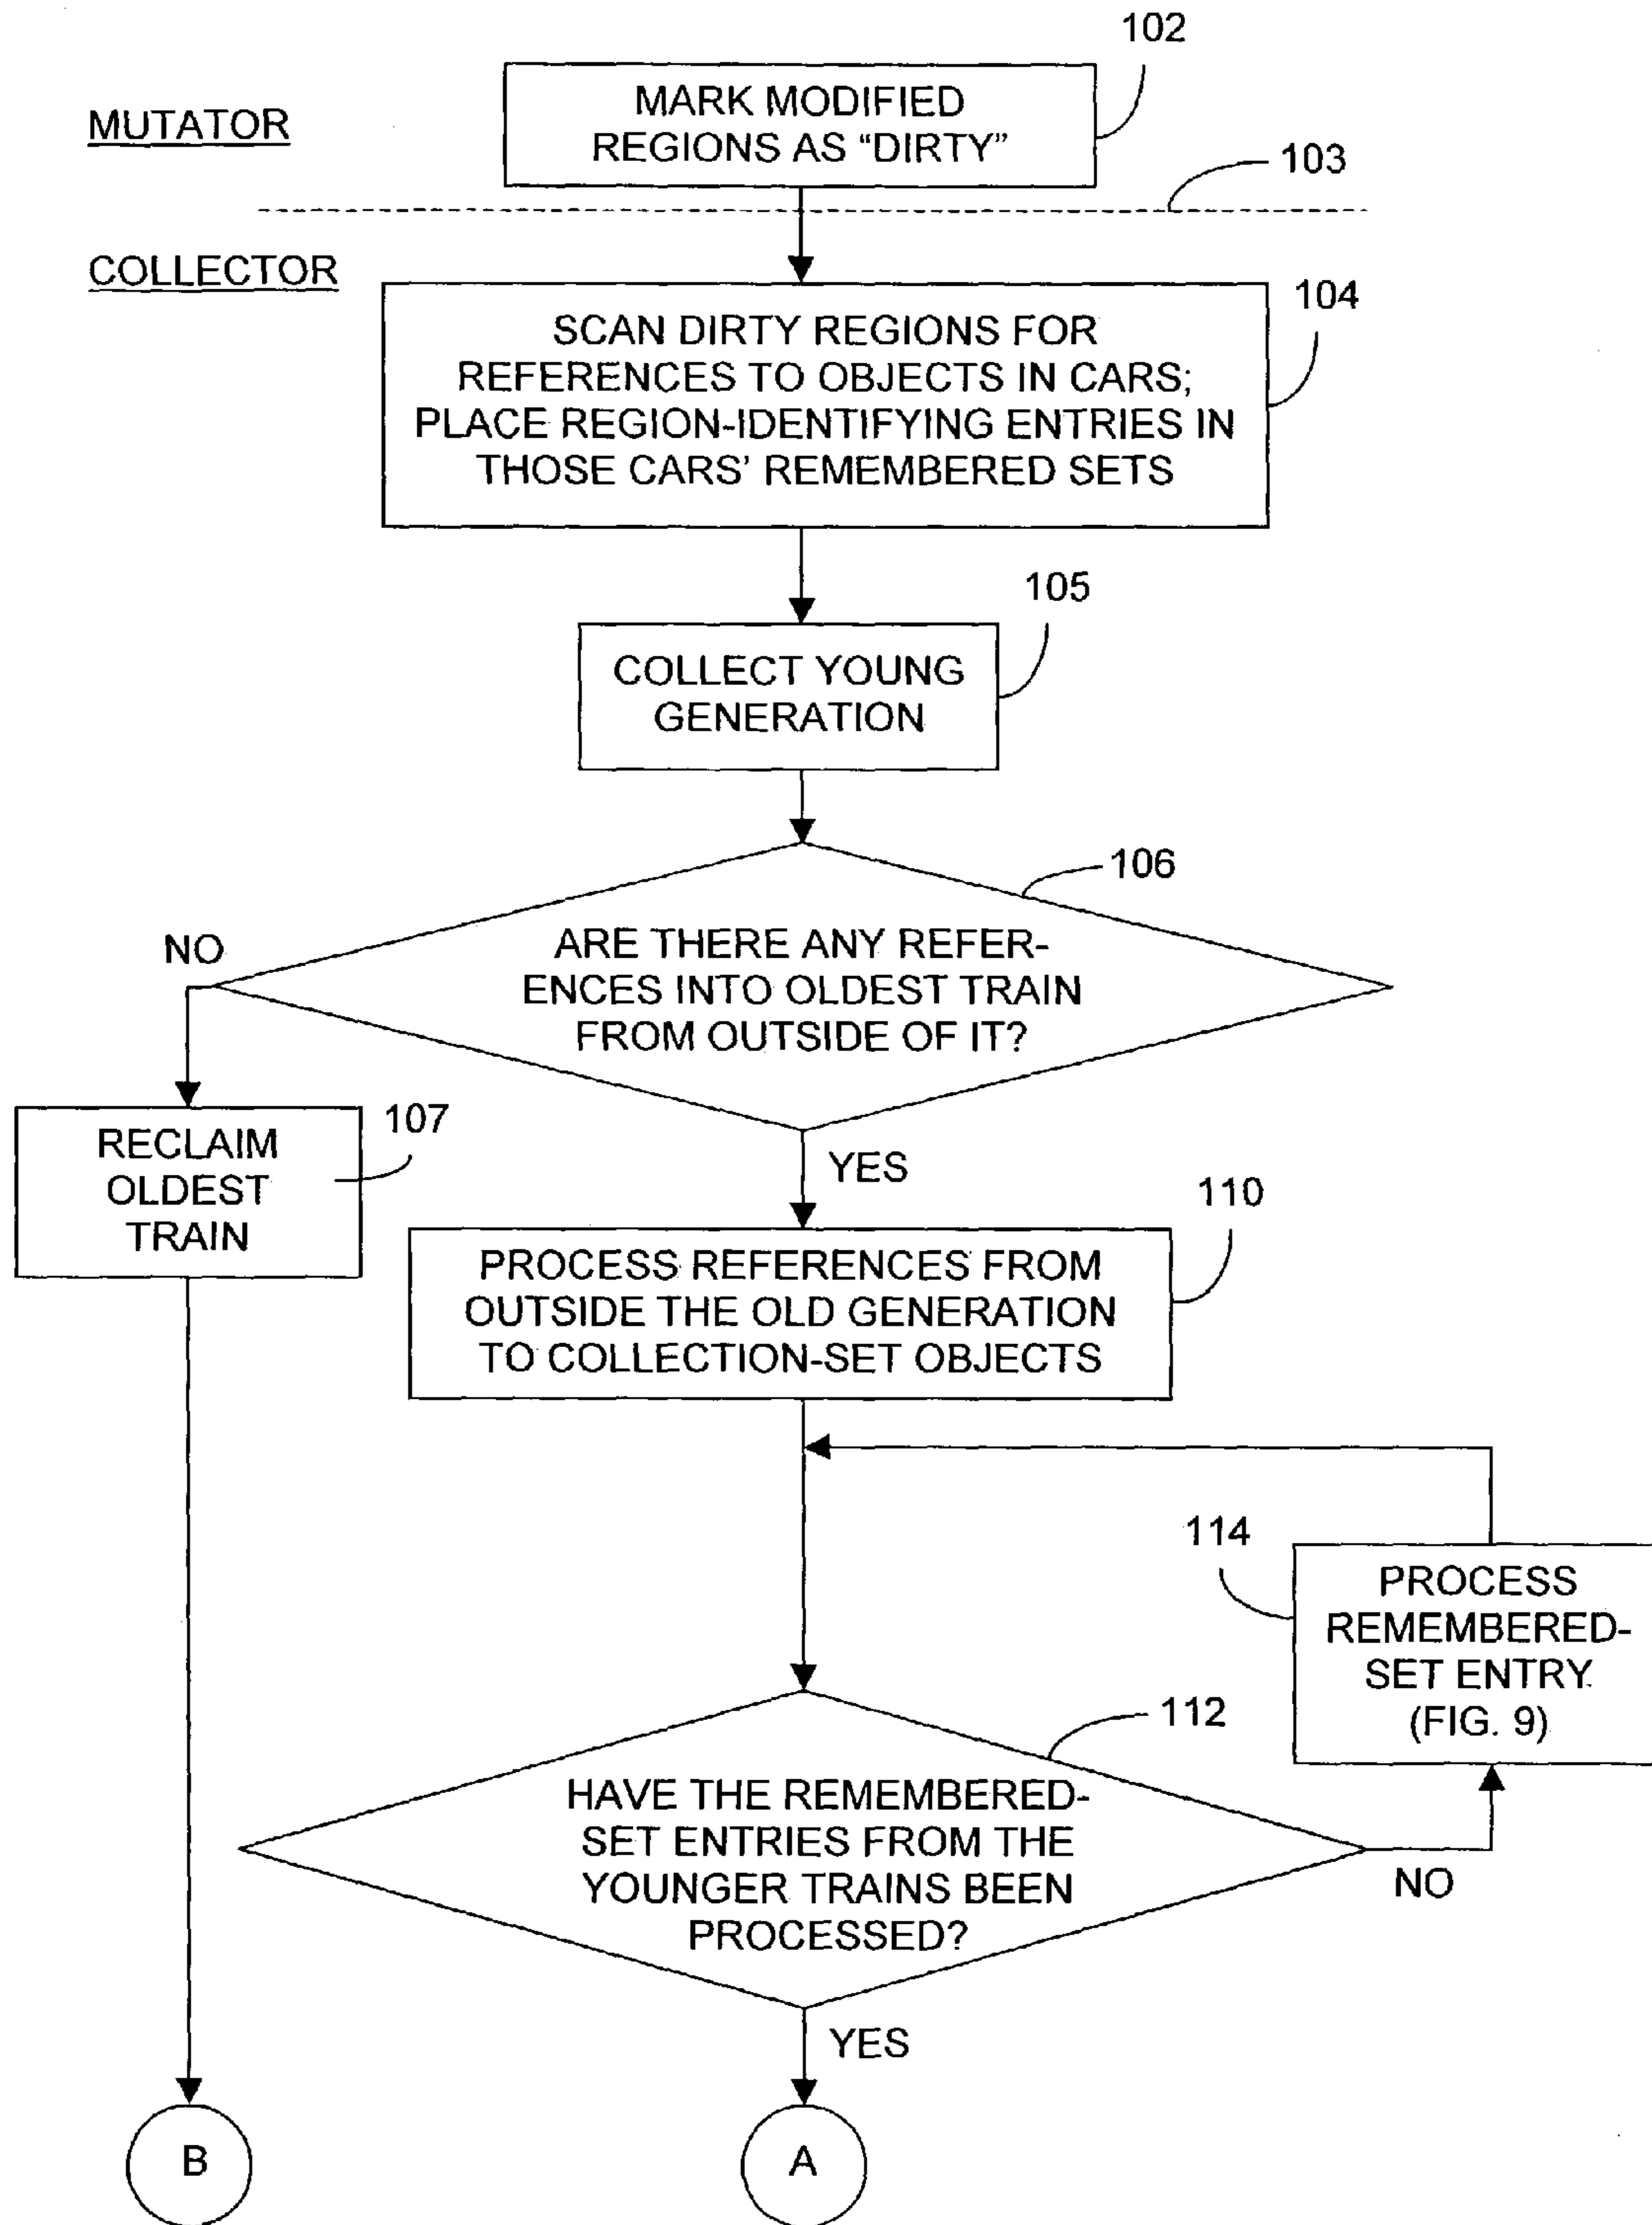 102
MUTATOR
MARK MODIFIED
REGIONS AS “DIRTY”
103
COLLECTOR
104
SCAN DIRTY REGIONS FOR
REFERENCES TO OBJECTS IN CARS;
PLACE REGION-IDENTIFYING ENTRIES IN
THOSE CARS’ REMEMBERED SETS
105
COLLECT YOUNG
GENERATION
106
NO
ARE THERE ANY REFER-
ENCES INTO OLDEST TRAIN
FROM OUTSIDE OF IT?
107
RECLAIM
OLDEST
TRAIN
YES
110
PROCESS REFERENCES FROM
OUTSIDE THE OLD GENERATION
TO COLLECTION-SET OBJECTS
114
PROCESS
REMEMBERED-
SET ENTRY
(FIG. 9)
112
HAVE THE REMEMBERED-
SET ENTRIES FROM THE
YOUNGER TRAINS BEEN
PROCESSED?
NO
YES
B
A